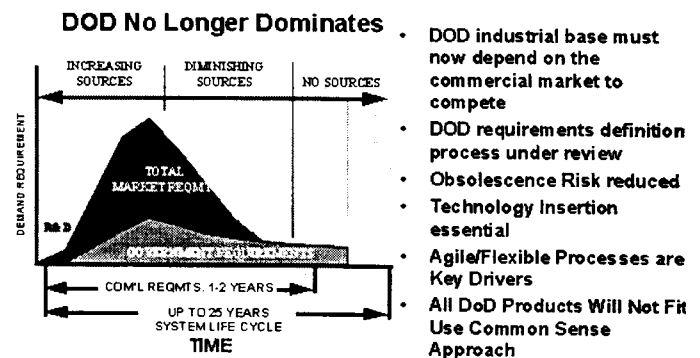 DOD No Longer Dominates
INCREASING
SOURCES
DIMINISHING
SOURCES
NO SOURCES
DEMAND REQUIREMENT
TOTAL
MARKET REQMT
R&D
GOVERNMENT REQUIREMENTS
COM'L REQMTS. 1-2 YEARS
UP TO 25 YEARS
SYSTEM LIFE CYCLE
TIME
• DOD industrial base must
now depend on the
commercial market to
compete
• DOD requirements definition
process under review
• Obsolescence Risk reduced
• Technology Insertion
essential
• Agile/Flexible Processes are
Key Drivers
• All DoD Products Will Not Fit
Use Common Sense
Approach